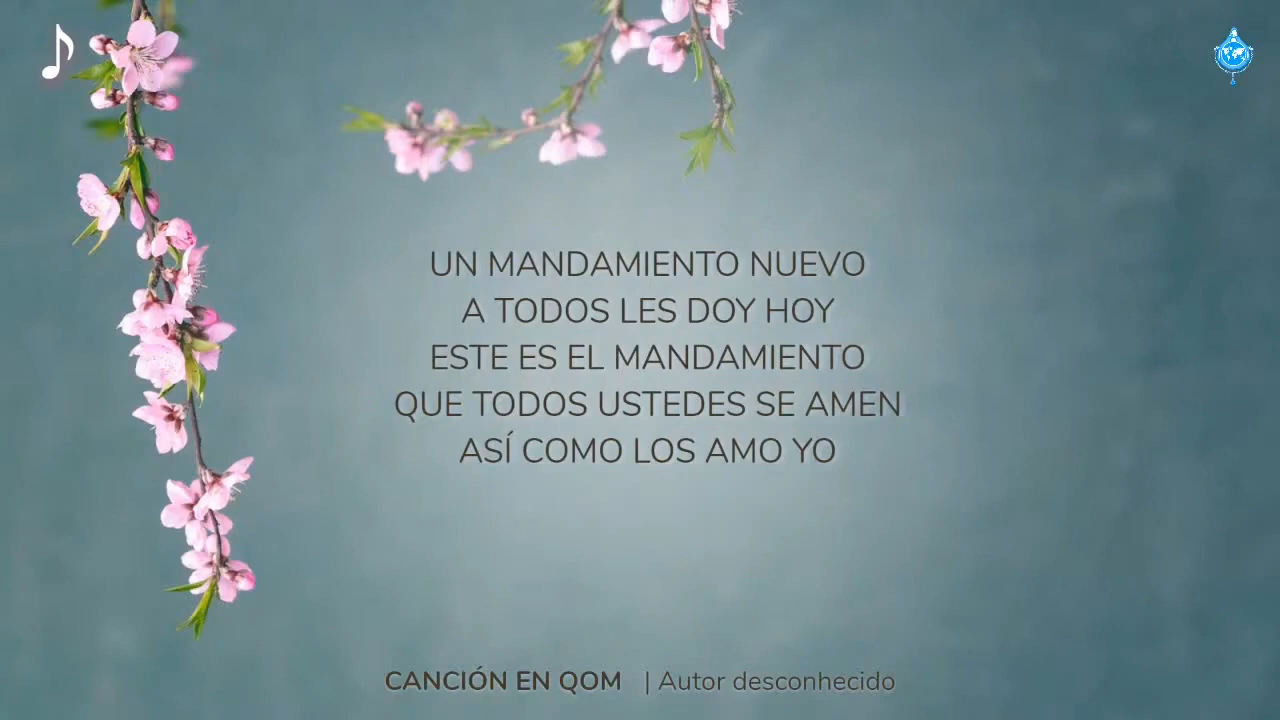 UN MANDAMIENTO NUEVO
A TODOS LES DOY HOY
ESTE ES EL MANDAMIENTO
QUE TODOS USTEDES SE AMEN
ASÍ COMO LOS AMO YO
CANCIÓN EN QOM | Autor desconhecido